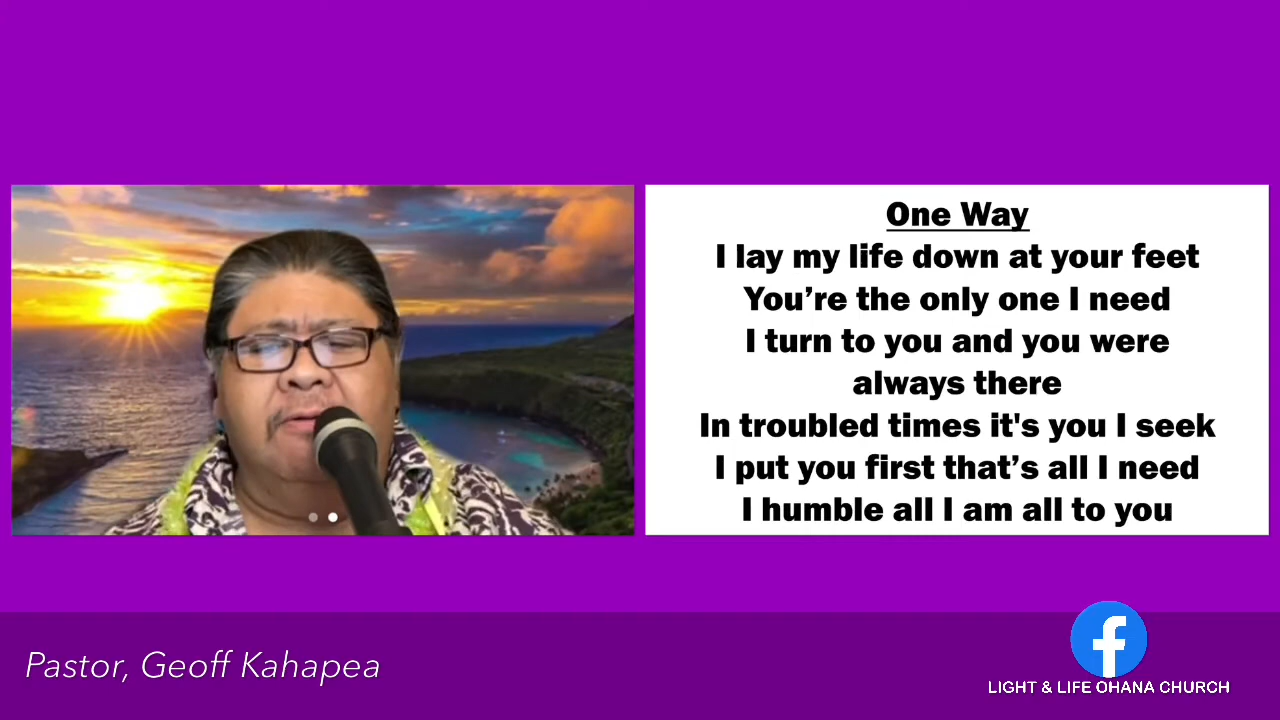 One Way
I lay my life down at your feet
You’re the only one I need
I turn to you and you were
always there
In troubled times it's you I seek
I put you first that’s all I need
I humble all I am all to you
Pastor, Geoff Kahapea
LIGHT & LIFE OHANA CHURCH